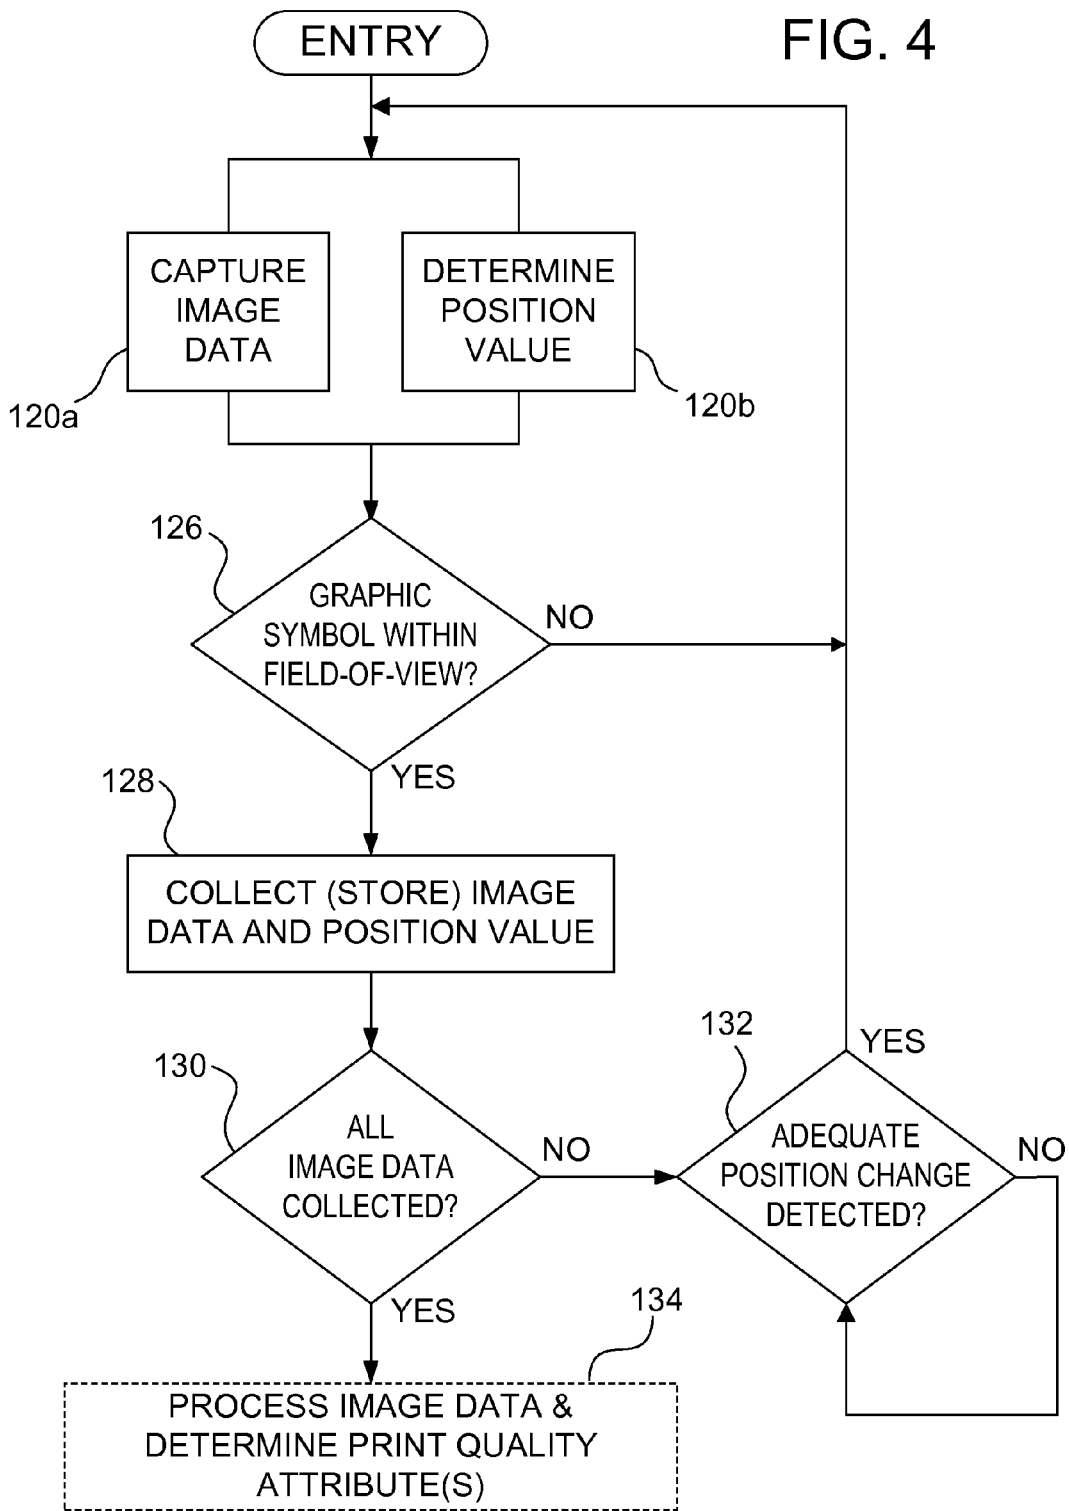 ENTRY
FIG. 4
CAPTURE
IMAGE
DATA
DETERMINE
POSITION
VALUE
120a
120b
126
GRAPHIC
SYMBOL WITHIN
FIELD-OF-VIEW?
NO
YES
128
COLLECT (STORE) IMAGE
DATA AND POSITION VALUE
130
ALL
IMAGE DATA
COLLECTED?
NO
YES
132
YES
ADEQUATE
POSITION CHANGE
DETECTED?
NO
134
PROCESS IMAGE DATA &
DETERMINE PRINT QUALITY
ATTRIBUTE(S)